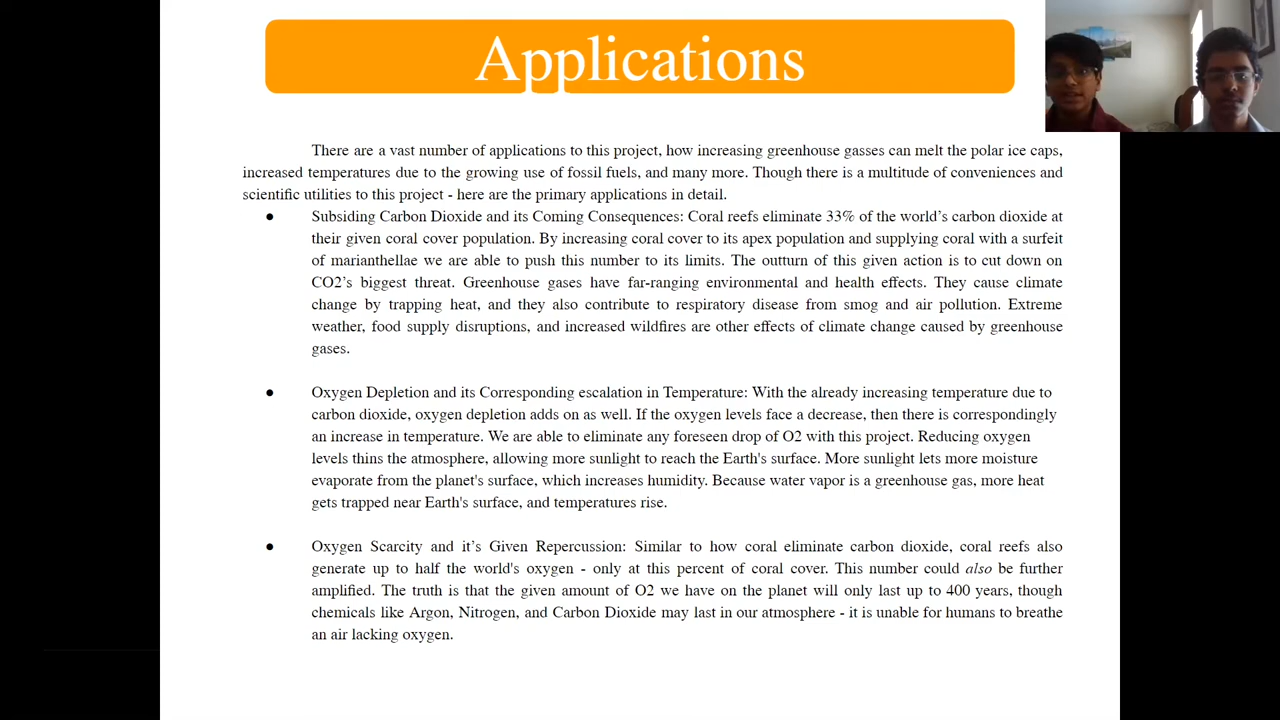 Applications
There are a vast number of applications to this project, how increasing greenhouse gasses can melt the polar ice caps,
increased temperatures due to the growing use of fossil fuels, and many more. Though there is a multitude of conveniences and
scientific utilities to this project - here are the primary applications in detail.
● Subsiding Carbon Dioxide and its Coming Consequences: Coral reefs eliminate 33% of the world's carbon dioxide at
their given coral cover population. By increasing coral cover to its apex population and supplying coral with a surfeit
of marianthellae we are able to push this number to its limits. The outturn of this given action is to cut down on
CO2's biggest threat. Greenhouse gases have far-ranging environmental and health effects. They cause climate
change by trapping heat, and they also contribute to respiratory disease from smog and air pollution. Extreme
weather, food supply disruptions, and increased wildfires are other effects of climate change caused by greenhouse
gases.
● Oxygen Depletion and its Corresponding escalation in Temperature: With the already increasing temperature due to
carbon dioxide, oxygen depletion adds on as well. If the oxygen levels face a decrease, then there is correspondingly
an increase in temperature. We are able to eliminate any foreseen drop of O2 with this project. Reducing oxygen
levels thins the atmosphere, allowing more sunlight to reach the Earth's surface. More sunlight lets more moisture
evaporate from the planet's surface, which increases humidity. Because water vapor is a greenhouse gas, more heat
gets trapped near Earth's surface, and temperatures rise.
● Oxygen Scarcity and it's Given Repercussion: Similar to how coral eliminate carbon dioxide, coral reefs also
generate up to half the world's oxygen - only at this percent of coral cover. This number could also be further
amplified. The truth is that the given amount of O2 we have on the planet will only last up to 400 years, though
chemicals like Argon, Nitrogen, and Carbon Dioxide may last in our atmosphere - it is unable for humans to breathe
an air lacking oxygen.